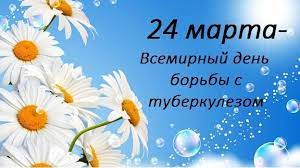 24 марта-
Всемирный день
борьбы с
туберкулезом